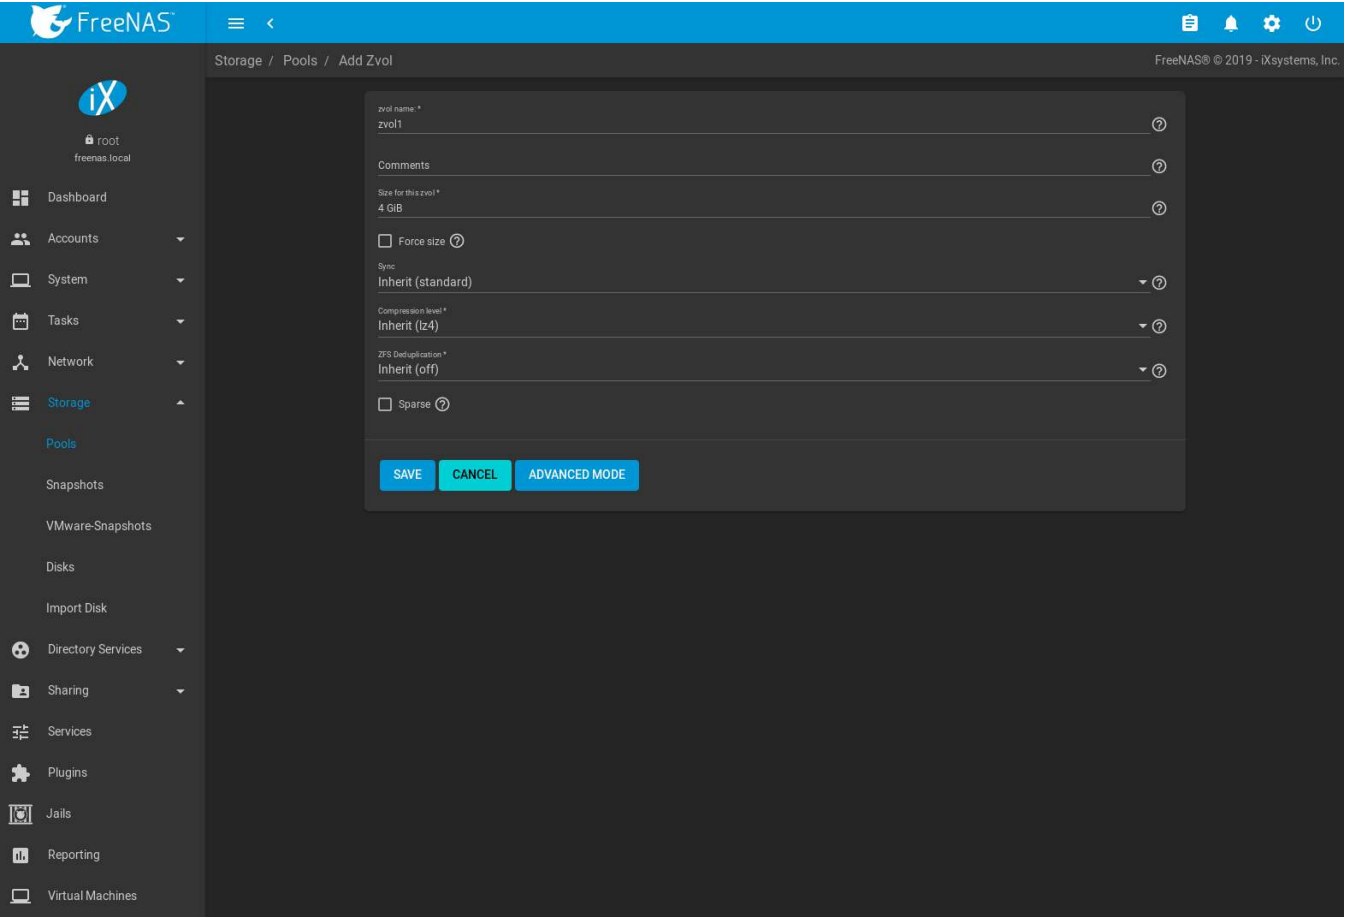 FreeNAS
Storage / Pools / Add Zvol
FreeNAS® © 2019 - iXsystems, Inc.
iX
root
freenas.local
Dashboard
Accounts
System
Tasks
Network
Storage
Pools
Snapshots
VMware-Snapshots
Disks
Import Disk
Directory Services
Sharing
Services
Plugins
Jails
Reporting
Virtual Machines
zvol name: *
zvol1
Comments
Size for this zvol *
4 GiB
Force size
Sync
Inherit (standard)
Compression level *
Inherit (lz4)
ZFS Deduplication *
Inherit (off)
Sparse
SAVE CANCEL ADVANCED MODE